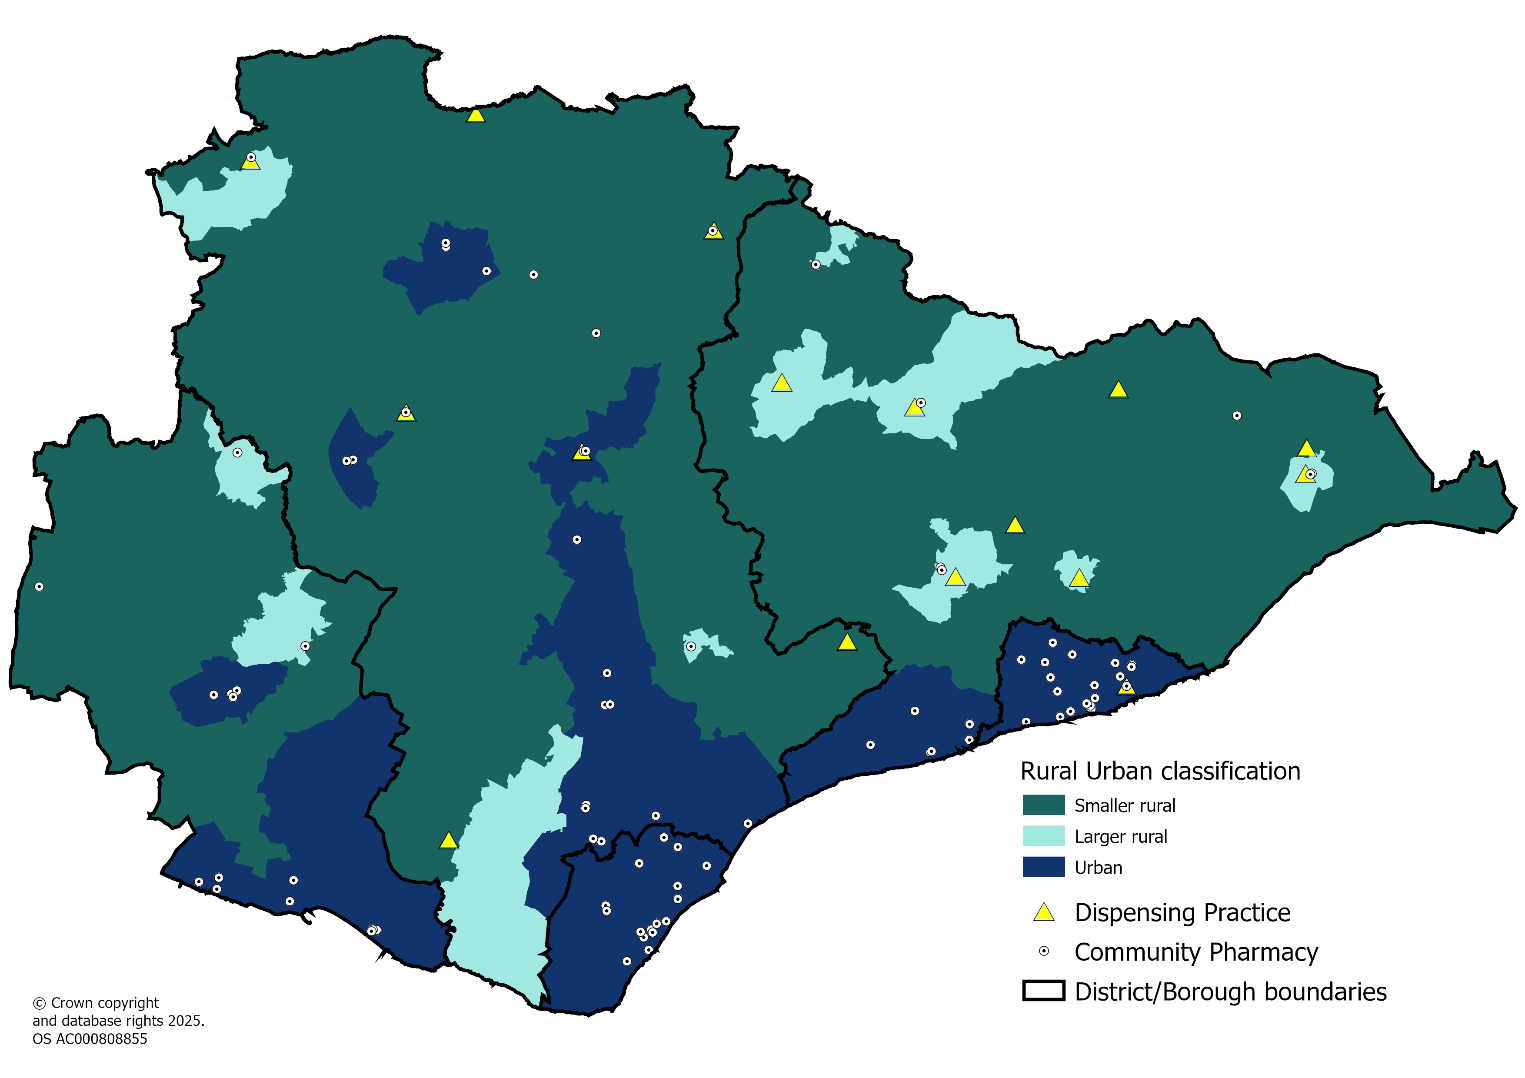 Rural Urban classification
Smaller rural
Larger rural
Urban
Dispensing Practice
Community Pharmacy
District/Borough boundaries
© Crown copyright
and database rights 2025.
OS AC000808855